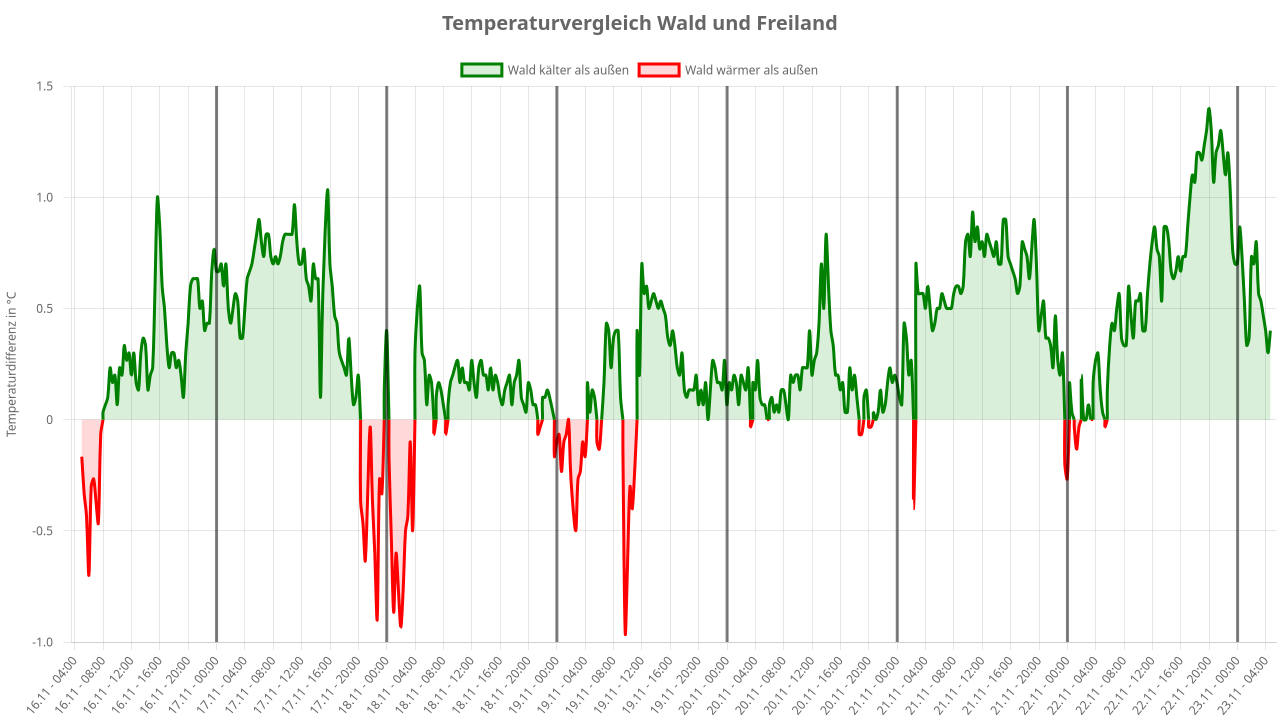 Temperaturvergleich Wald und Freiland
Wald kälter als außen
Wald wärmer als außen
Temperaturdifferenz in °C
1.5
1.0
0.5
0
-0.5
-1.0
16.11 - 04:00
16.11 - 08:00
16.11 - 12:00
16.11 - 16:00
16.11 - 20:00
17.11 - 00:00
17.11 - 04:00
17.11 - 08:00
17.11 - 12:00
17.11 - 16:00
17.11 - 20:00
18.11 - 00:00
18.11 - 04:00
18.11 - 08:00
18.11 - 12:00
18.11 - 16:00
18.11 - 20:00
19.11 - 00:00
19.11 - 04:00
19.11 - 08:00
19.11 - 12:00
19.11 - 16:00
19.11 - 20:00
20.11 - 00:00
20.11 - 04:00
20.11 - 08:00
20.11 - 12:00
20.11 - 16:00
20.11 - 20:00
21.11 - 00:00
21.11 - 04:00
21.11 - 08:00
21.11 - 12:00
21.11 - 16:00
21.11 - 20:00
22.11 - 00:00
22.11 - 04:00
22.11 - 08:00
22.11 - 12:00
22.11 - 16:00
22.11 - 20:00
23.11 - 00:00
23.11 - 04:00